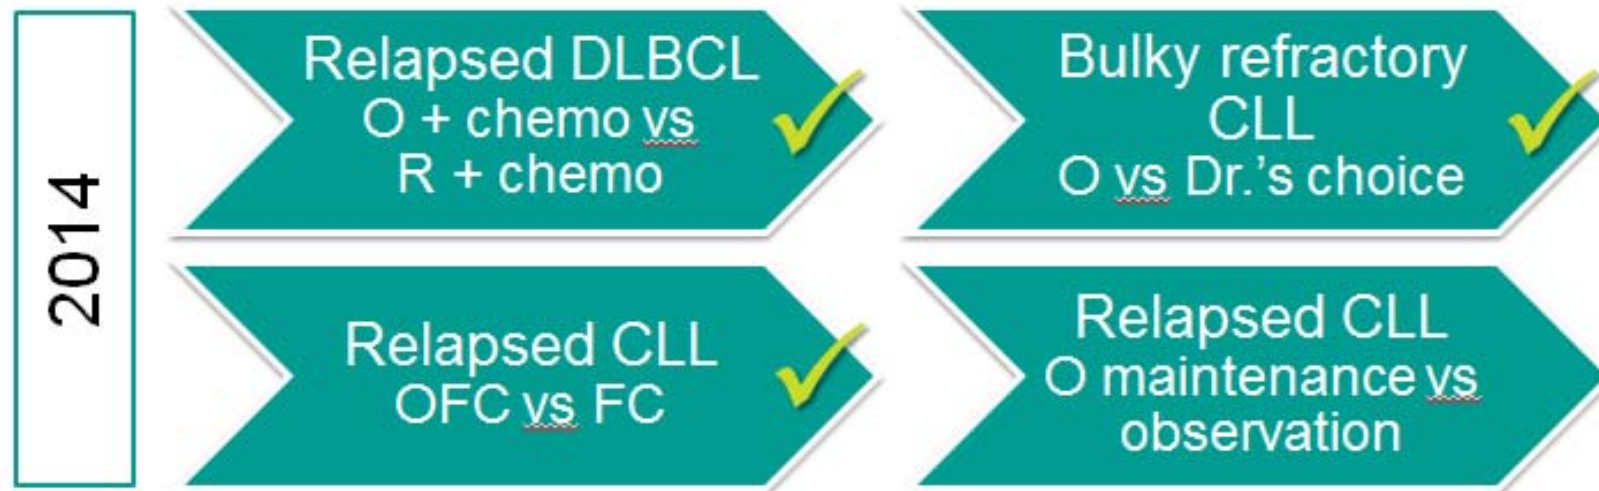 2014
Relapsed DLBCL
O + chemo vs
R + chemo
Bulky refractory
CLL
O vs Dr.'s choice
Relapsed CLL
OFC vs FC
Relapsed CLL
O maintenance vs
observation